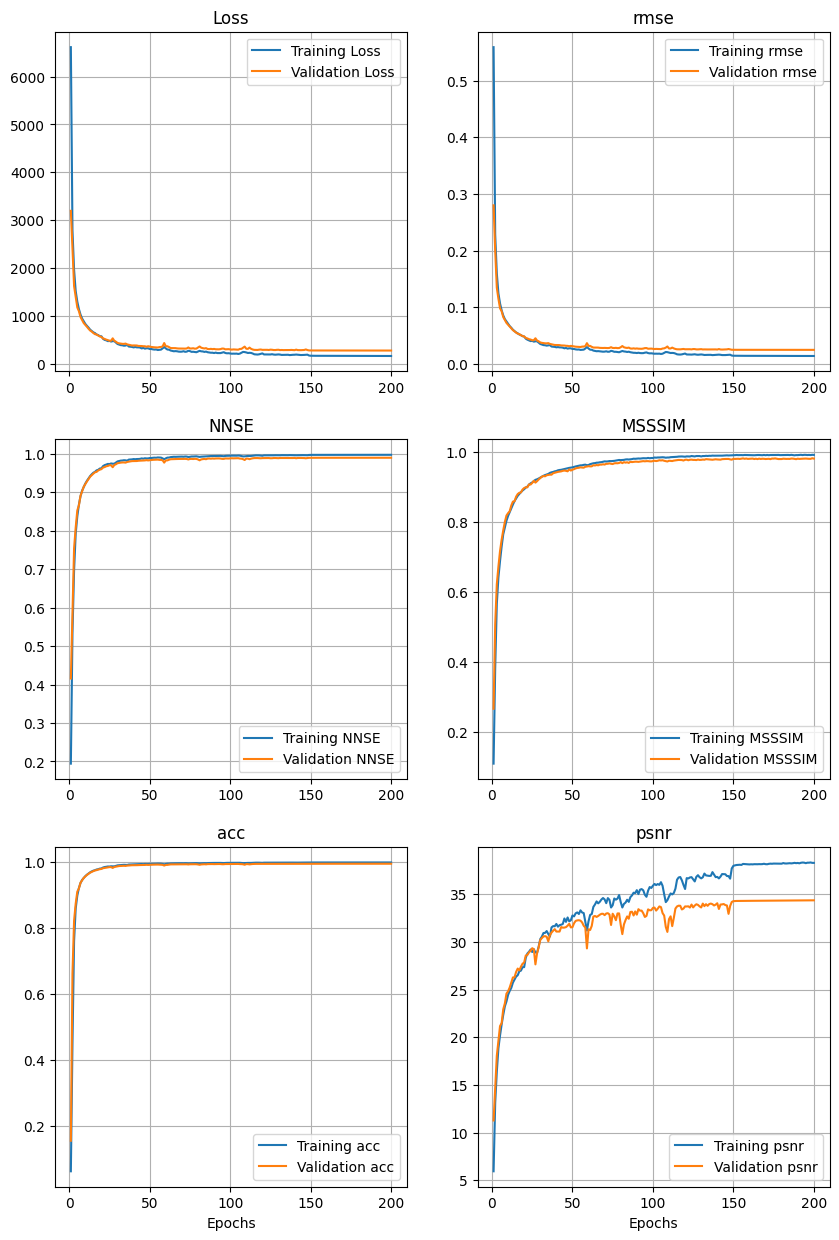 Loss
Training Loss
Validation Loss
6000
5000
4000
3000
2000
1000
0
0 50 100 150 200
rmse
Training rmse
Validation rmse
0.5
0.4
0.3
0.2
0.1
0.0
0 50 100 150 200
NNSE
1.0
0.9
0.8
0.7
0.6
0.5
0.4
0.3
0.2
Training NNSE
Validation NNSE
0 50 100 150 200
MSSSIM
1.0
0.8
0.6
0.4
0.2
Training MSSSIM
Validation MSSSIM
0 50 100 150 200
acc
1.0
0.8
0.6
0.4
0.2
Training acc
Validation acc
0 50 100 150 200
Epochs
psnr
35
30
25
20
15
10
5
Training psnr
Validation psnr
0 50 100 150 200
Epochs